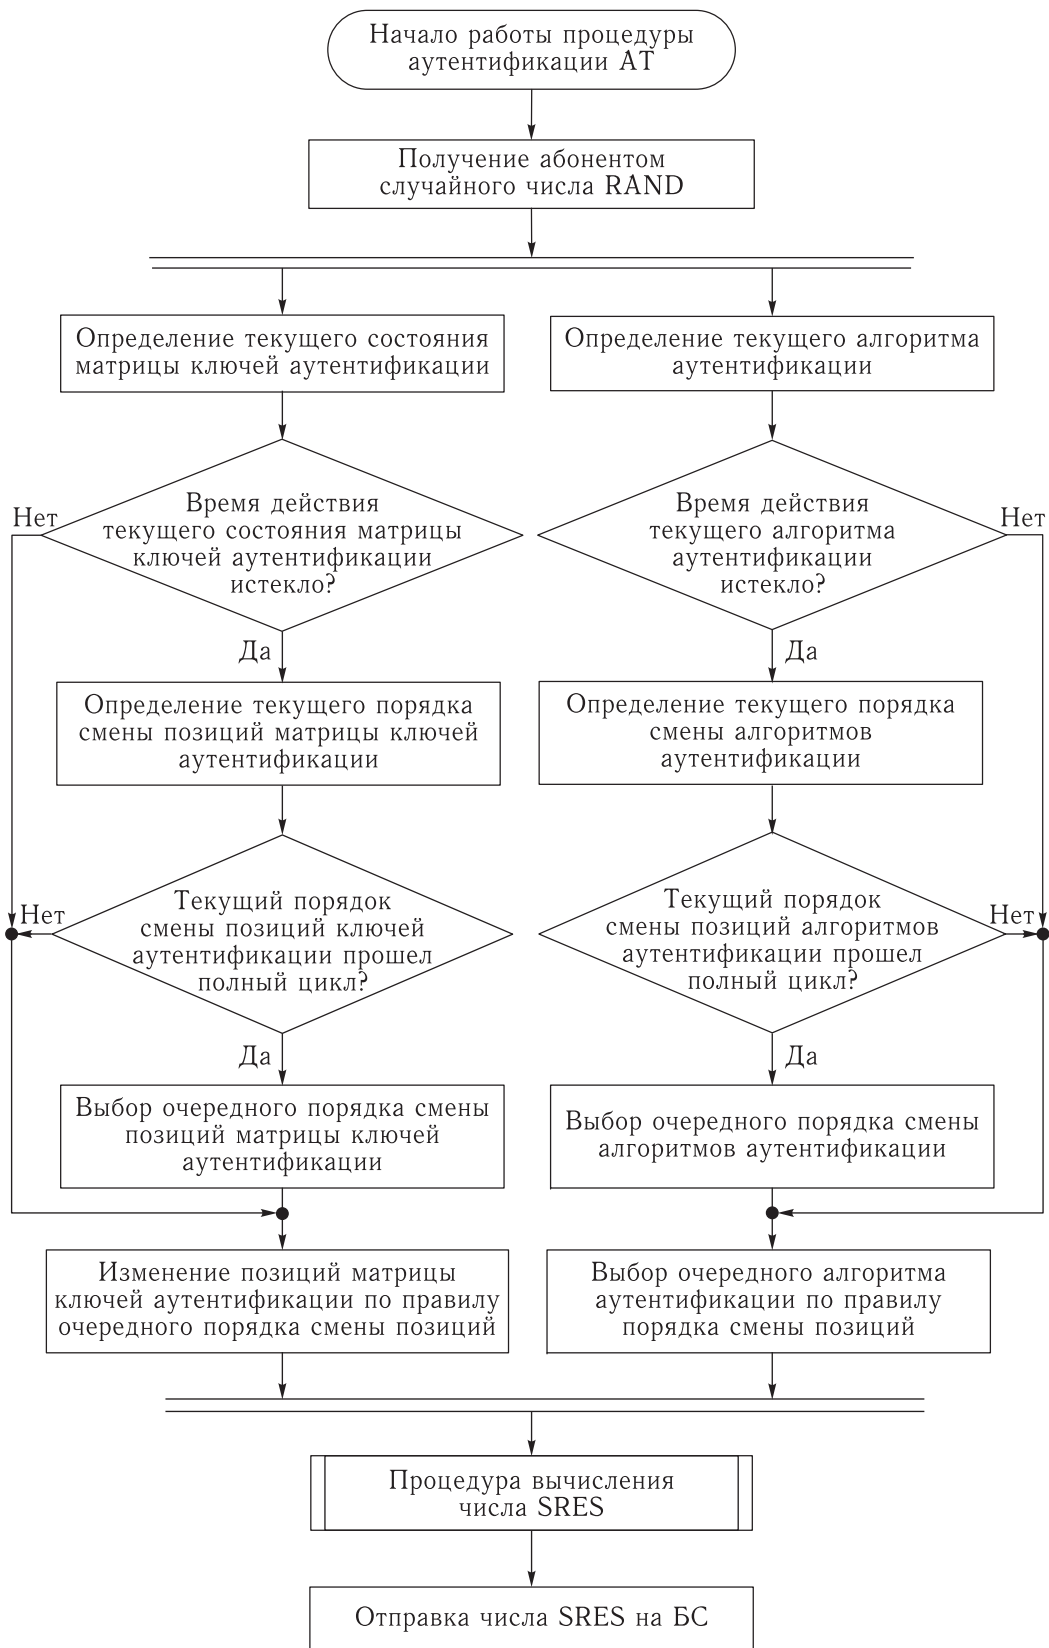 Начало работы процедуры
аутентификации АТ
Получение абонентом
случайного числа RAND
Определение текущего состояния
матрицы ключей аутентификации
Определение текущего алгоритма
аутентификации
Время действия
текущего состояния матрицы
ключей аутентификации
истекло?
Нет
Да
Время действия
текущего алгоритма
аутентификации
истекло?
Нет
Да
Определение текущего порядка
смены позиций матрицы ключей
аутентификации
Определение текущего порядка
смены алгоритмов
аутентификации
Текущий порядок
смены позиций ключей
аутентификации прошел
полный цикл?
Нет
Да
Текущий порядок
смены позиций алгоритмов
аутентификации прошел
полный цикл?
Нет
Да
Выбор очередного порядка смены
позиций матрицы ключей
аутентификации
Выбор очередного порядка смены
алгоритмов аутентификации
Изменение позиций матрицы
ключей аутентификации по правилу
очередного порядка смены позиций
Выбор очередного алгоритма
аутентификации по правилу
порядка смены позиций
Процедура вычисления
числа SRES
Отправка числа SRES на БС